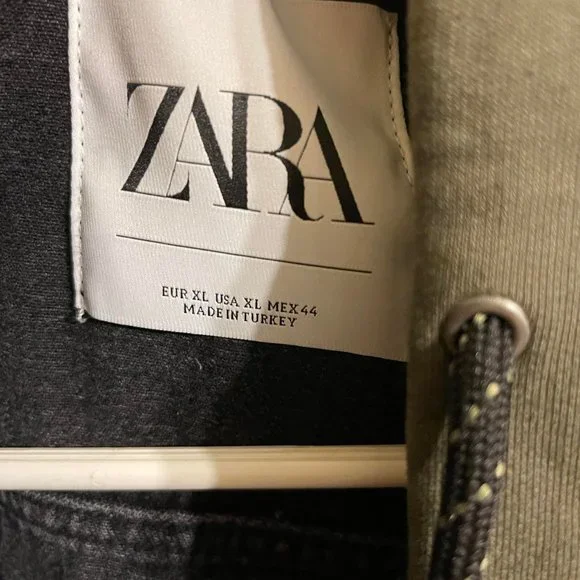 ZARA
EUR XL USA XL MEX 44
MADE IN TURKEY